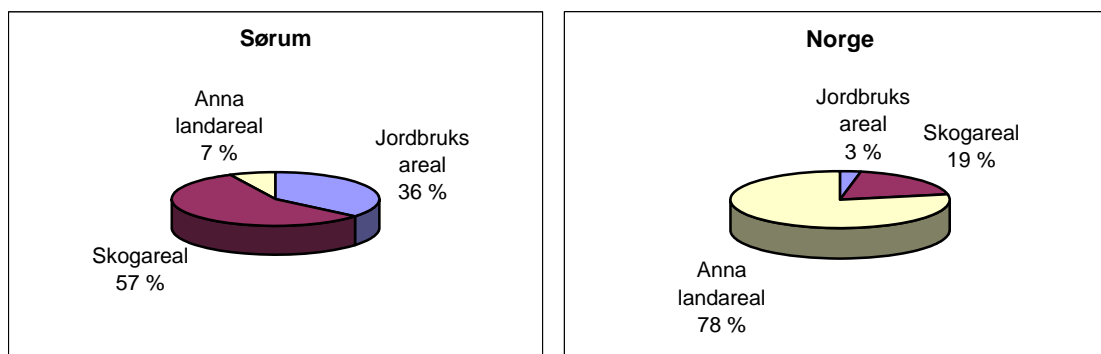 Sørum
Anna
landareal
7 %
Jordbruks
areal
36 %
Skogareal
57 %
Norge
Jordbruks
areal
3 %
Skogareal
19 %
Anna
landareal
78 %